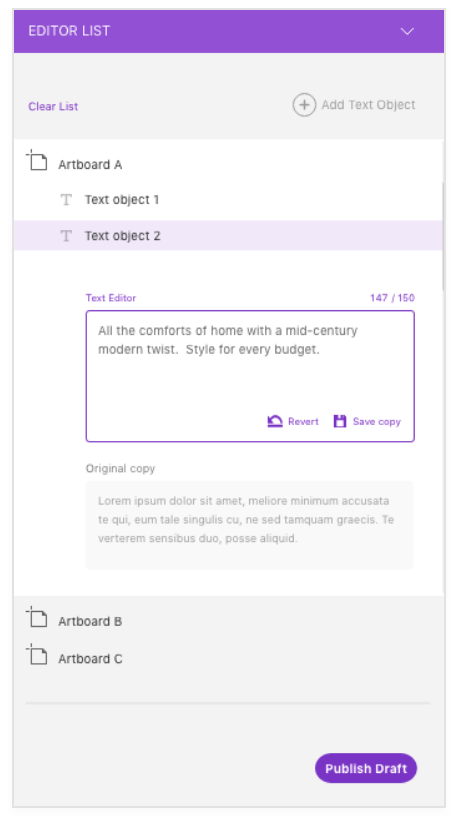 EDITOR LIST
Clear List
Add Text Object
Artboard A
T Text object 1
T Text object 2
Text Editor 147 / 150
All the comforts of home with a mid-century
modern twist.  Style for every budget.
Revert Save copy
Original copy
Lorem ipsum dolor sit amet, meliore minimum accusata
te qui, eum tale singulis cu, ne sed tamquam graecis. Te
verterem sensibus duo, posse aliquid.
Artboard B
Artboard C
Publish Draft